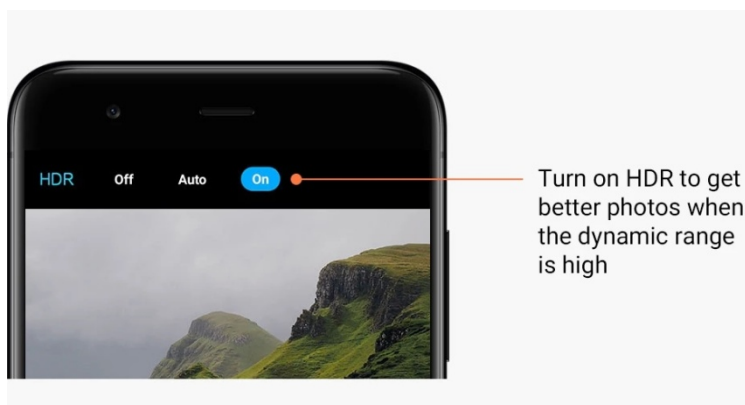 HDR Off Auto On
Turn on HDR to get
better photos when
the dynamic range
is high